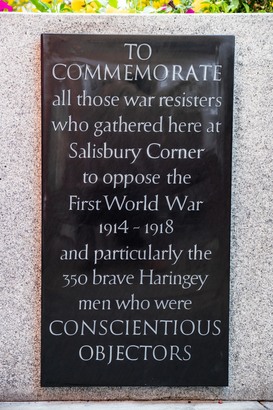 TO
COMMEMORATE
all those war resisters
who gathered here at
Salisbury Corner
to oppose the
First World War
1914 - 1918
and particularly the
350 brave Haringey
men who were
CONSCIENTIOUS
OBJECTORS